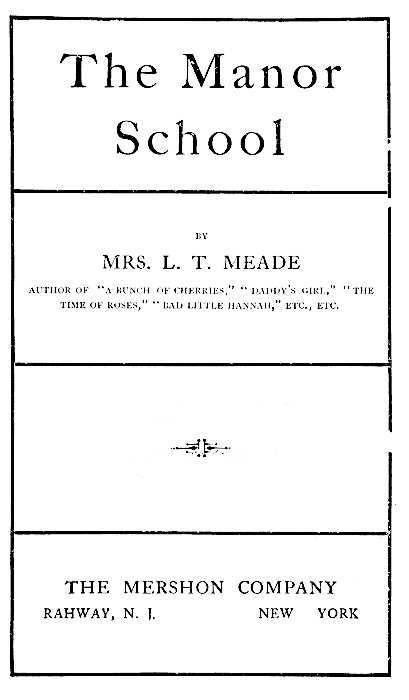 The Manor
School
BY
MRS. L. T. MEADE
AUTHOR OF "A BUNCH OF CHERRIES," "DADDY'S GIRL," "THE
TIME OF ROSES," "BAD LITTLE HANNAH," ETC., ETC.
THE MERSHON COMPANY
RAHWAY, N. J. NEW YORK